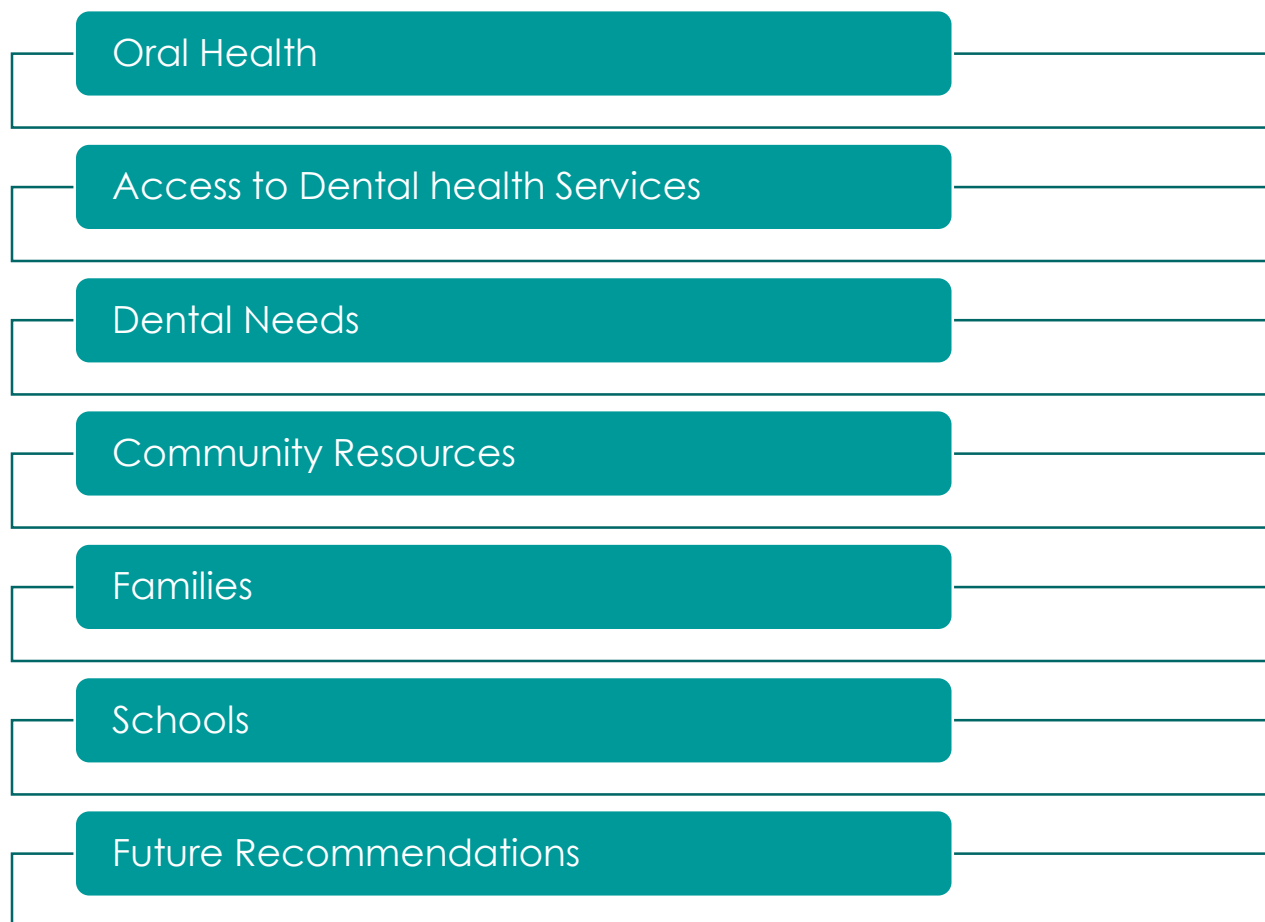 Oral Health
Access to Dental health Services
Dental Needs
Community Resources
Families
Schools
Future Recommendations